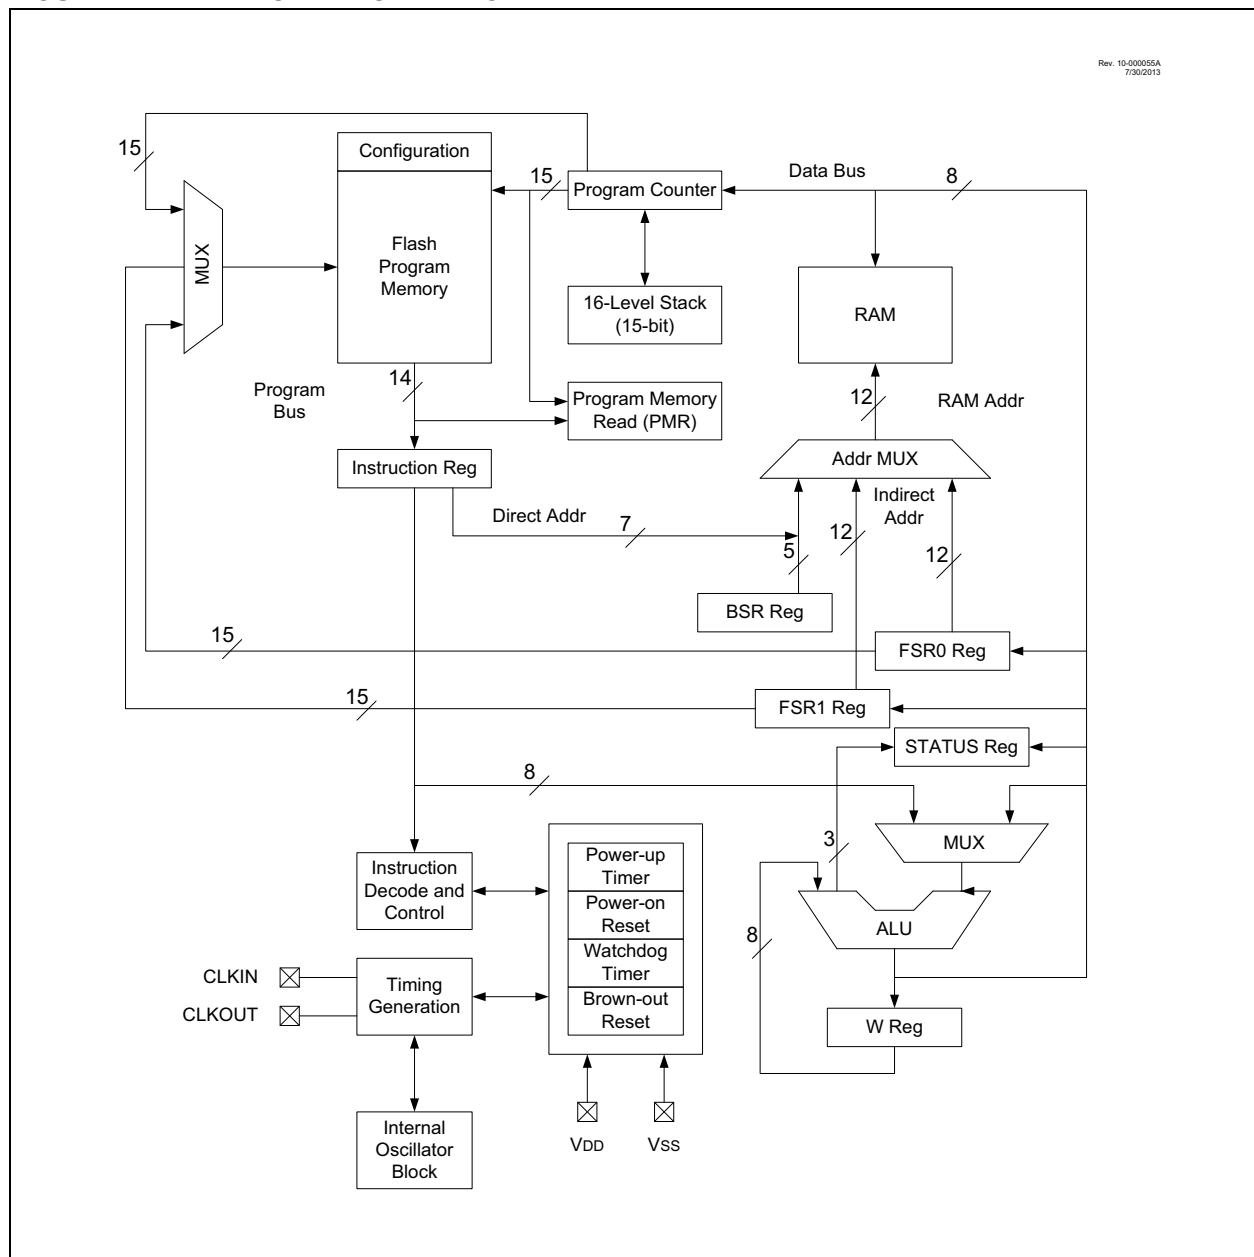 Rev. 10-000055A
7/30/2013
15
Configuration
15
Program Counter
Data Bus
8
MUX
Flash
Program
Memory
16-Level Stack
(15-bit)
RAM
14
Program
Bus
Program Memory
Read (PMR)
12
RAM Addr
Instruction Reg
Addr MUX
Direct Addr
7
5
12
Indirect
Addr
12
BSR Reg
15
FSR0 Reg
15
FSR1 Reg
STATUS Reg
8
3
MUX
Instruction
Decode and
Control
Power-up
Timer
Power-on
Reset
Watchdog
Timer
Brown-out
Reset
8
ALU
CLKIN
CLKOUT
Timing
Generation
W Reg
Internal
Oscillator
Block
VDD
VSS